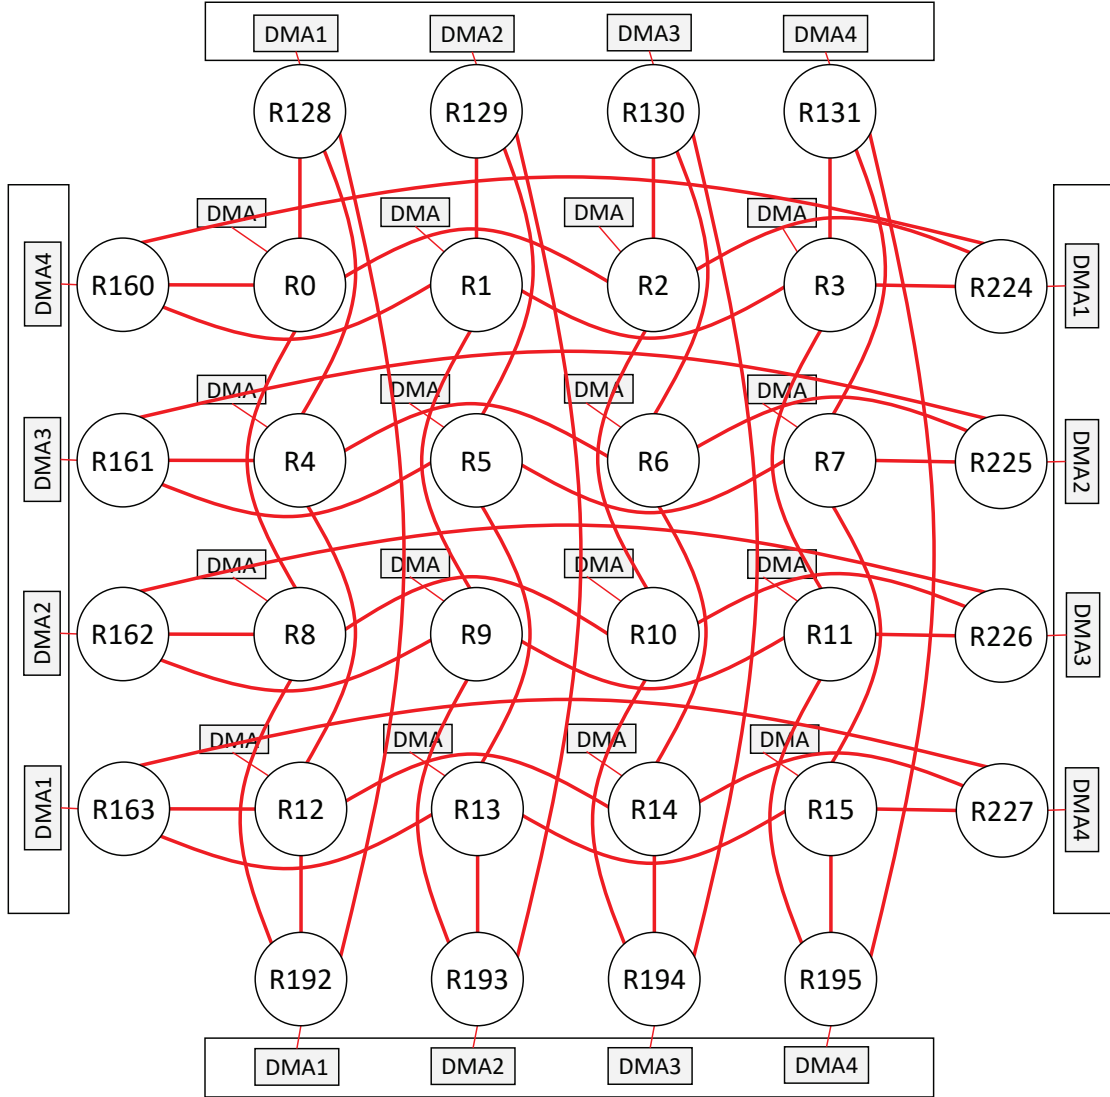 DMA1 DMA2 DMA3 DMA4
R128 R129 R130 R131
DMA DMA DMA DMA
DMA4 R160 R0 R1 R2 R3 R224 DMA1
DMA DMA DMA DMA
DMA3 R161 R4 R5 R6 R7 R225 DMA2
DMA DMA DMA DMA
DMA2 R162 R8 R9 R10 R11 R226 DMA3
DMA DMA DMA DMA
DMA1 R163 R12 R13 R14 R15 R227 DMA4
R192 R193 R194 R195
DMA1 DMA2 DMA3 DMA4